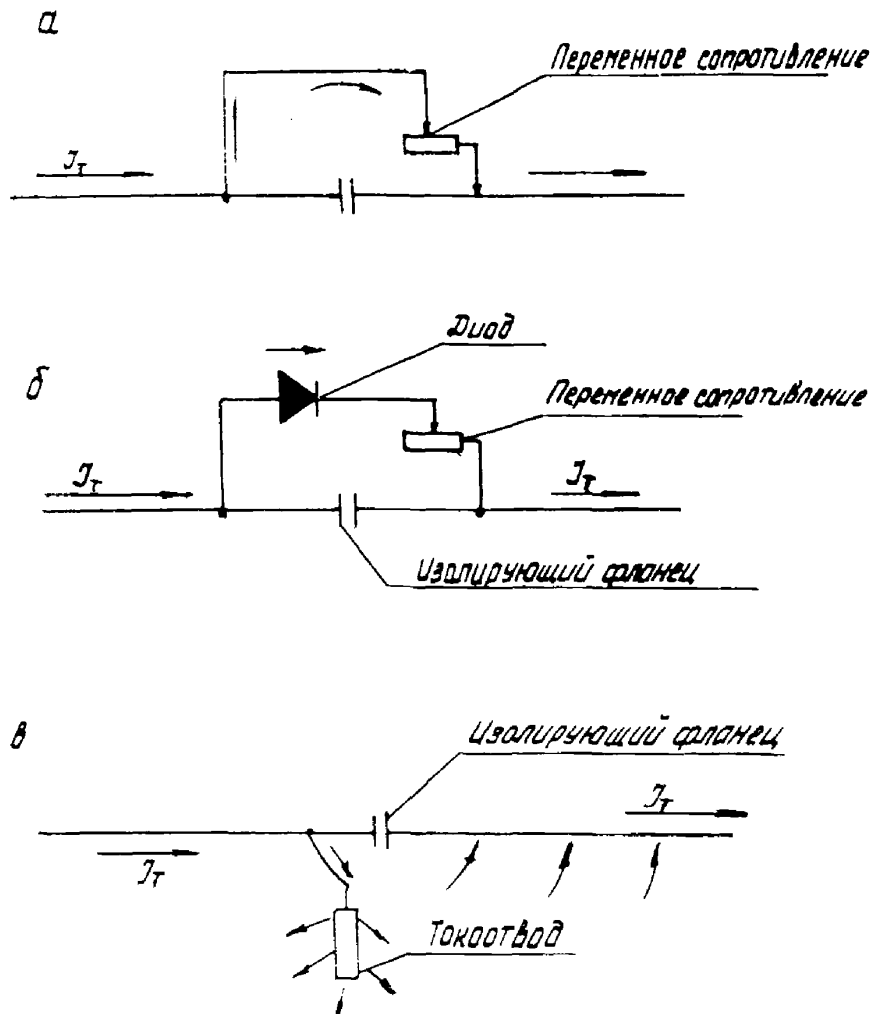 а
Переменное сопротивление
Jт
Диод
б
Переменное сопротивление
Jт
Jт
Изолирующий фланец
в
Изолирующий фланец
Jт
Jт
Токоотвод